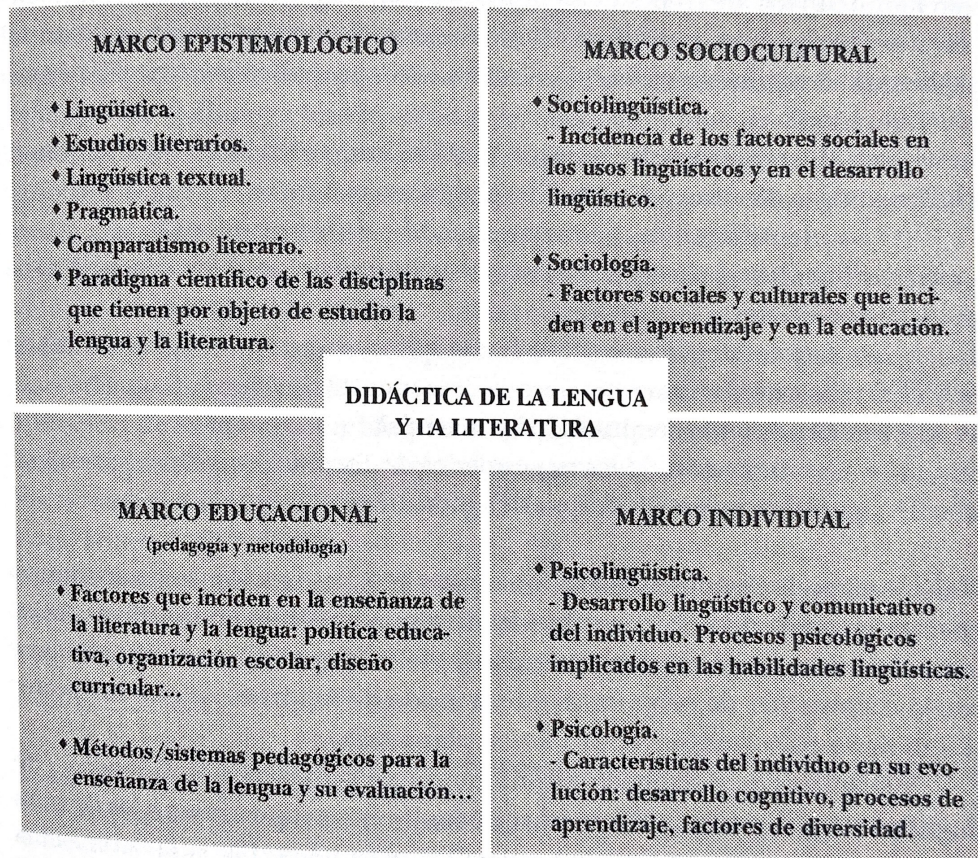 MARCO EPISTEMOLÓGICO
♦ Lingüística.
♦ Estudios literarios.
♦ Lingüística textual.
♦ Pragmática.
♦ Comparatismo literario.
♦ Paradigma científico de las disciplinas
que tienen por objeto de estudio la
lengua y la literatura.
MARCO SOCIOCULTURAL
♦ Sociolingüística.
- Incidencia de los factores sociales en
los usos lingüísticos y en el desarrollo
lingüístico.
♦ Sociología.
- Factores sociales y culturales que inci-
den en el aprendizaje y en la educación.
DIDÁCTICA DE LA LENGUA
Y LA LITERATURA
MARCO EDUCACIONAL
(pedagogía y metodología)
♦ Factores que inciden en la enseñanza de
la literatura y la lengua: política educa-
tiva, organización escolar, diseño
curricular...
♦ Métodos/sistemas pedagógicos para la
enseñanza de la lengua y su evaluación...
MARCO INDIVIDUAL
♦ Psicolingüística.
- Desarrollo lingüístico y comunicativo
del individuo. Procesos psicológicos
implicados en las habilidades lingüísticas.
♦ Psicología.
- Características del individuo en su evo-
lución: desarrollo cognitivo, procesos de
aprendizaje, factores de diversidad.